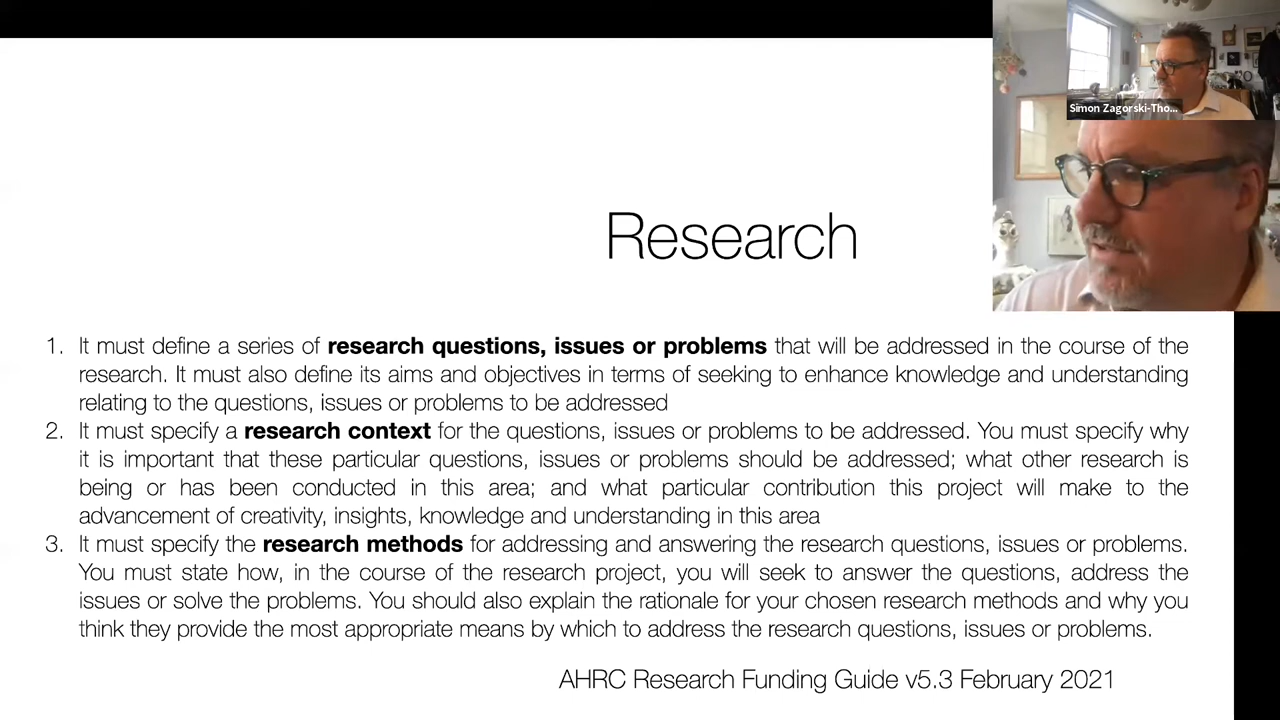 Simon Zagorski-Tho...
Research
1. It must define a series of research questions, issues or problems that will be addressed in the course of the
research. It must also define its aims and objectives in terms of seeking to enhance knowledge and understanding
relating to the questions, issues or problems to be addressed
2. It must specify a research context for the questions, issues or problems to be addressed. You must specify why
it is important that these particular questions, issues or problems should be addressed; what other research is
being or has been conducted in this area; and what particular contribution this project will make to the
advancement of creativity, insights, knowledge and understanding in this area
3. It must specify the research methods for addressing and answering the research questions, issues or problems.
You must state how, in the course of the research project, you will seek to answer the questions, address the
issues or solve the problems. You should also explain the rationale for your chosen research methods and why you
think they provide the most appropriate means by which to address the research questions, issues or problems.
AHRC Research Funding Guide v5.3 February 2021